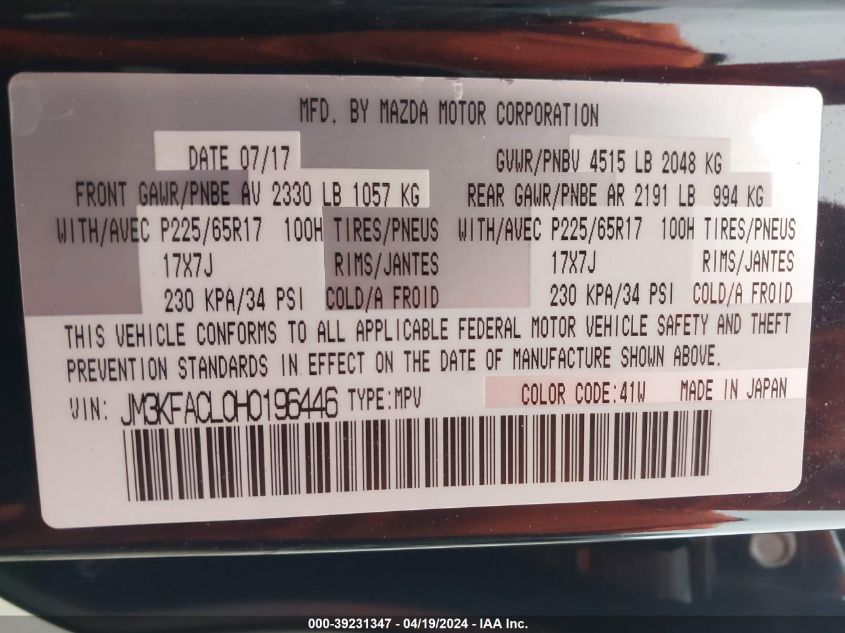 MFD. BY MAZDA MOTOR CORPORATION
DATE 07/17 GVWR/PNBV 4515 LB 2048 KG
FRONT GAWR/PNBE AV 2330 LB 1057 KG REAR GAWR/PNBE AR 2191 LB 994 KG
WITH/AVEC P225/65R17 100H TIRES/PNEUS WITH/AVEC P225/65R17 100H TIRES/PNEUS
17X7J RIMS/JANTES 17X7J RIMS/JANTES
230 KPA/34 PSI COLD/A FROID 230 KPA/34 PSI COLD/A FROID
THIS VEHICLE CONFORMS TO ALL APPLICABLE FEDERAL MOTOR VEHICLE SAFETY AND THEFT
PREVENTION STANDARDS IN EFFECT ON THE DATE OF MANUFACTURE SHOWN ABOVE.
VIN: JM3KFACL0H0196446 TYPE:MPV COLOR CODE:41W MADE IN JAPAN
000-39231347 - 04/19/2024 - IAA Inc.